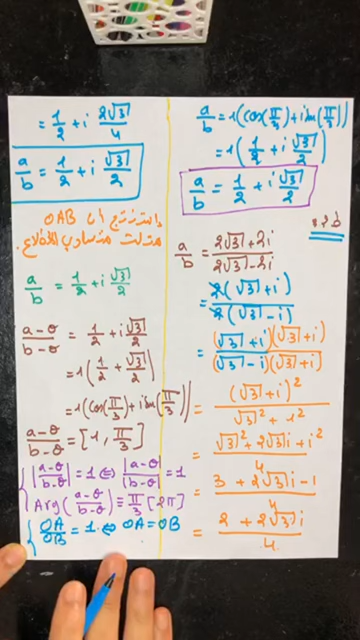 a/b = 1(cos(π/3) + i sin(π/3))
= 1(1/2 + i √3/2)
a/b = 1/2 + i √3/2
ط 2.
a/b = 2√3 + 2i / 2√3 - 2i
= 2(√3 + i) / 2(√3 - i)
= (√3 + i)(√3 + i) / (√3 - i)(√3 + i)
= (√3 + i)² / √3² + 1²
= √3² + 2√3i + i² / 4
= 3 + 2√3i - 1 / 4
= 2 + 2√3i / 4
= 1/2 + i 2√3/4
a/b = 1/2 + i √3/2
استنتج أن OAB
مثلث متساوي الأضلاع.
a/b = 1/2 + i √3/2
a-0/b-0 = 1/2 + i √3/2
= 1(1/2 + √3/2)
= 1(cos(π/3) + i sin(π/3))
a-0/b-0 = [1, π/3]
|a-0/b-0| = 1 ⇔ |a-0|/|b-0| = 1
Arg(a-0/b-0) ≡ π/3 [2π]
OA/OB = 1 ⇔ OA = OB